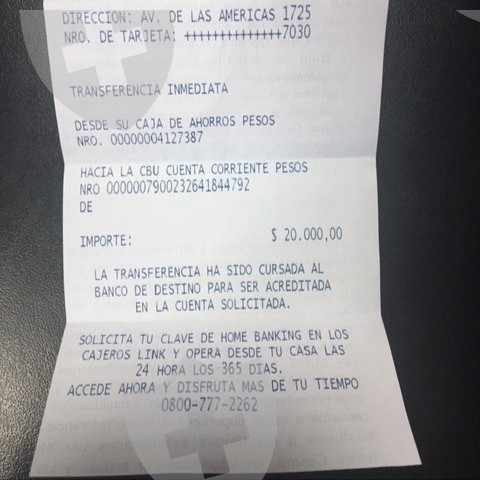 DIRECCION: AV. DE LAS AMERICAS 1725
NRO. DE TARJETA: ++++++++++++++7030
TRANSFERENCIA INMEDIATA
DESDE SU CAJA DE AHORROS PESOS
NRO. 00000004127387
HACIA LA CBU CUENTA CORRIENTE PESOS
NRO 0000007900232641844792
DE
IMPORTE: $ 20.000,00
LA TRANSFERENCIA HA SIDO CURSADA AL
BANCO DE DESTINO PARA SER ACREDITADA
EN LA CUENTA SOLICITADA.
SOLICITA TU CLAVE DE HOME BANKING EN LOS
CAJEROS LINK Y OPERA DESDE TU CASA LAS
24 HORA LOS 365 DIAS.
ACCEDE AHORA Y DISFRUTA MAS DE TU TIEMPO
0800-777-2262